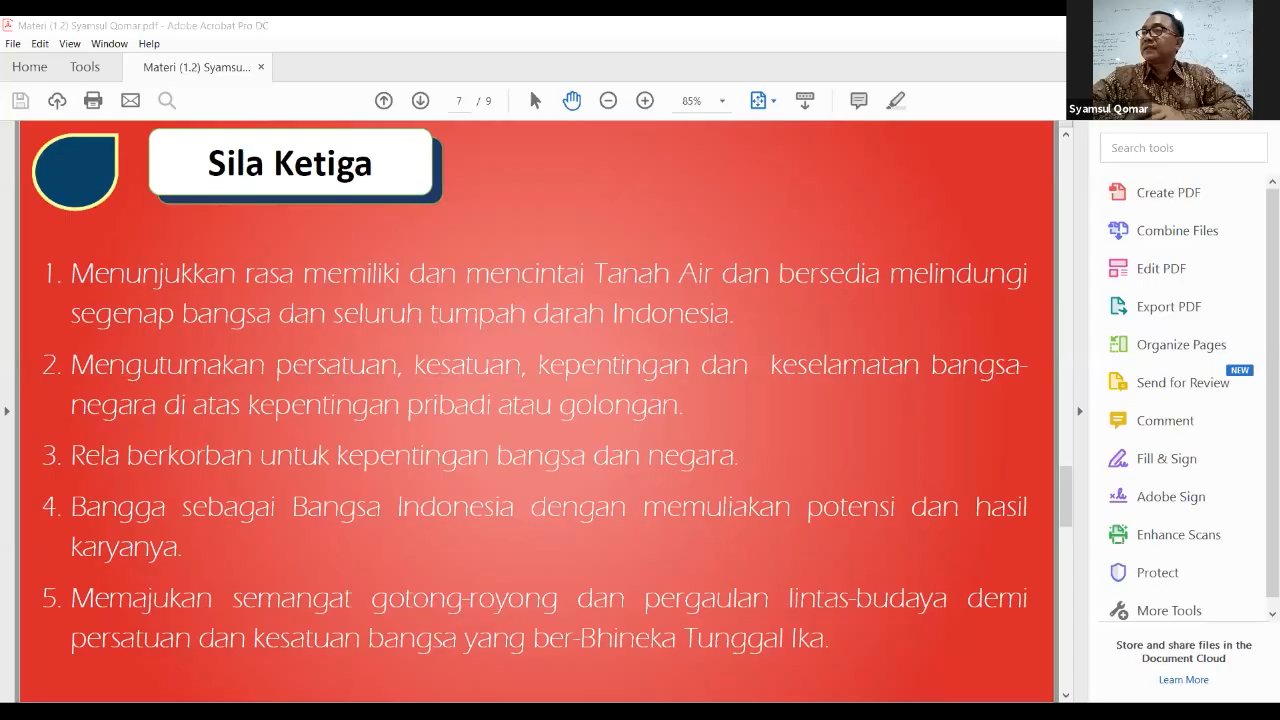 Materi (1.2) Syamsul Qomar.pdf - Adobe Acrobat Pro DC
File Edit View Window Help
Home Tools Materi (1.2) Syamsu... ×
7 / 9 85%
Syamsul Qomar
Sila Ketiga
1. Menunjukkan rasa memiliki dan mencintai Tanah Air dan bersedia melindungi
segenap bangsa dan seluruh tumpah darah Indonesia.
2. Mengutumakan persatuan, kesatuan, kepentingan dan keselamatan bangsa-
negara di atas kepentingan pribadi atau golongan.
3. Rela berkorban untuk kepentingan bangsa dan negara.
4. Bangga sebagai Bangsa Indonesia dengan memuliakan potensi dan hasil
karyanya.
5. Memajukan semangat gotong-royong dan pergaulan lintas-budaya demi
persatuan dan kesatuan bangsa yang ber-Bhineka Tunggal Ika.
Search tools
Create PDF
Combine Files
Edit PDF
Export PDF
Organize Pages
NEW
Send for Review
Comment
Fill & Sign
Adobe Sign
Enhance Scans
Protect
More Tools
Store and share files in the
Document Cloud
Learn More